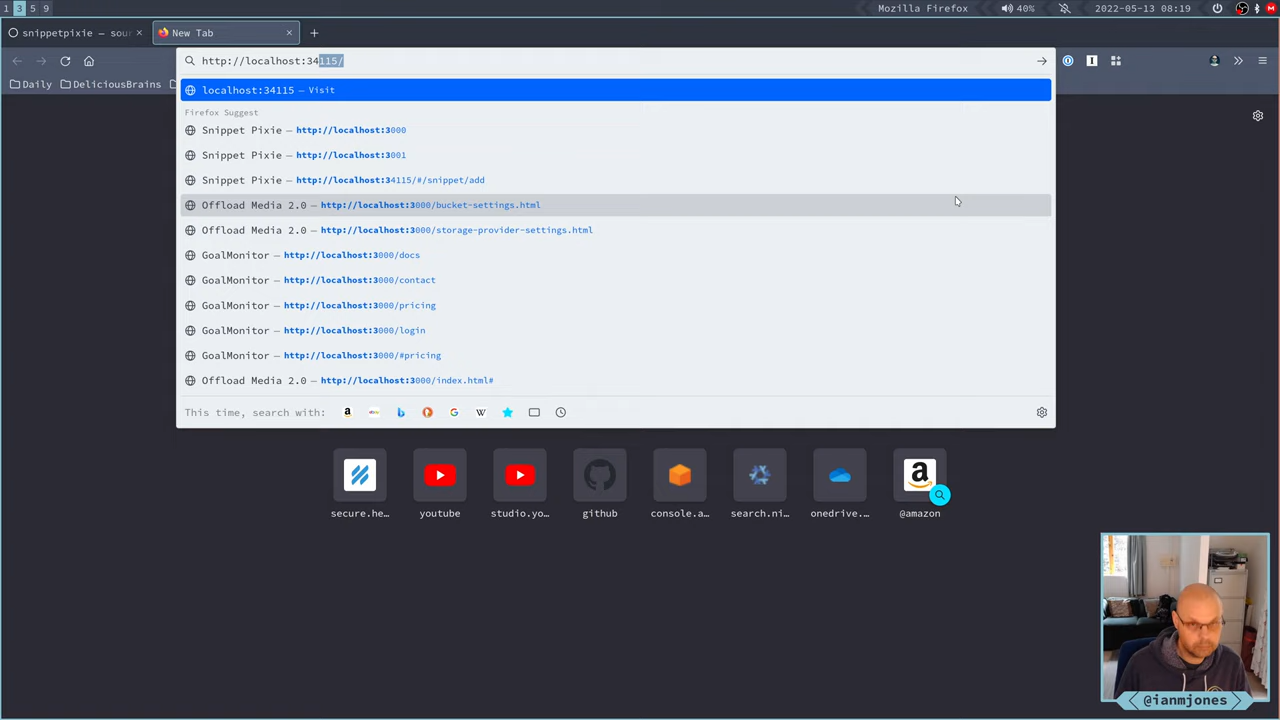 1 3 5 9
Mozilla Firefox
40%
2022-05-13 08:19
snippetpixie — sour
New Tab
http://localhost:34115/
Daily
DeliciousBrains
localhost:34115 — Visit
Firefox Suggest
Snippet Pixie — http://localhost:3000
Snippet Pixie — http://localhost:3001
Snippet Pixie — http://localhost:34115/#/snippet/add
Offload Media 2.0 — http://localhost:3000/bucket-settings.html
Offload Media 2.0 — http://localhost:3000/storage-provider-settings.html
GoalMonitor — http://localhost:3000/docs
GoalMonitor — http://localhost:3000/contact
GoalMonitor — http://localhost:3000/pricing
GoalMonitor — http://localhost:3000/login
GoalMonitor — http://localhost:3000/#pricing
Offload Media 2.0 — http://localhost:3000/index.html#
This time, search with:
secure.he…
youtube
studio.yo…
github
console.a…
search.ni…
onedrive.…
@amazon
@ianmjones